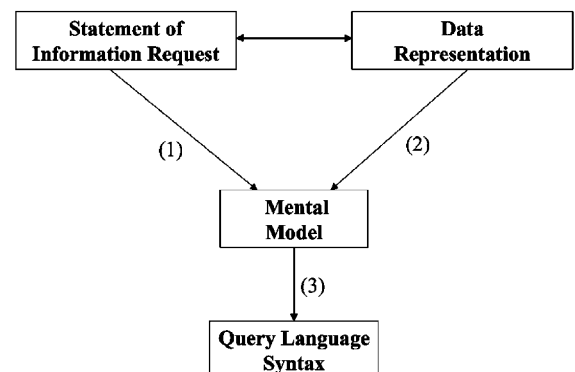 Statement of
Information Request
Data
Representation
(1)
(2)
Mental
Model
(3)
Query Language
Syntax